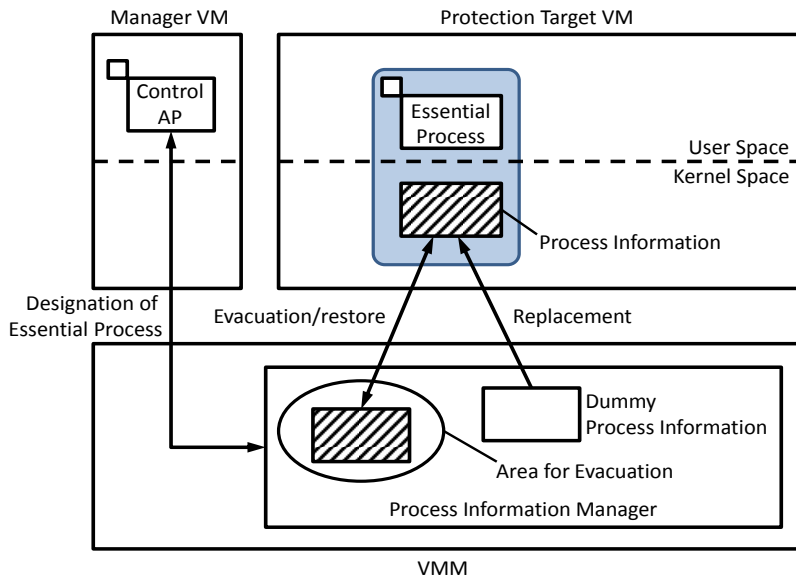 Manager VM
Protection Target VM
Control
AP
Essential
Process
User Space
Kernel Space
Process Information
Designation of
Essential Process
Evacuation/restore
Replacement
Dummy
Process Information
Area for Evacuation
Process Information Manager
VMM